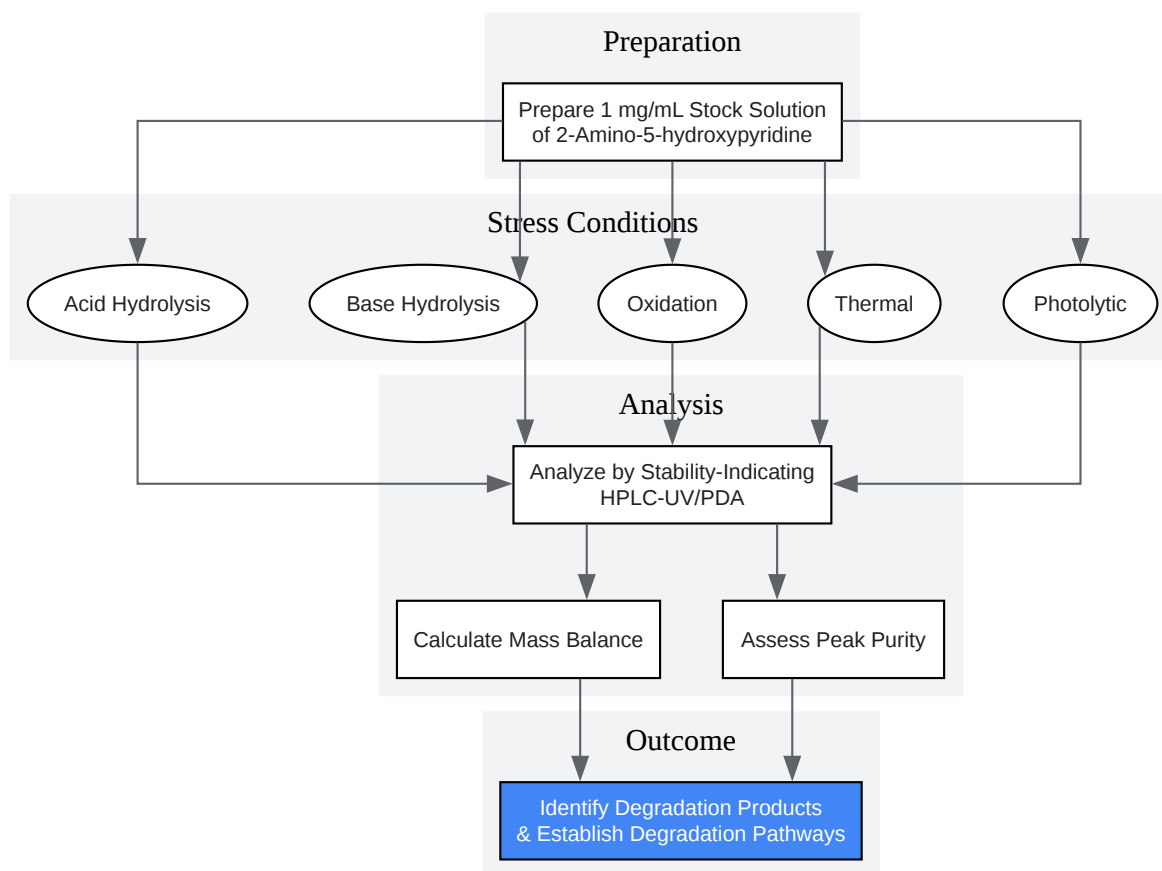 Preparation
Prepare 1 mg/mL Stock Solution
of 2-Amino-5-hydroxypyridine
Stress Conditions
Acid Hydrolysis
Base Hydrolysis
Oxidation
Thermal
Photolytic
Analysis
Analyze by Stability-Indicating
HPLC-UV/PDA
Calculate Mass Balance
Assess Peak Purity
Outcome
Identify Degradation Products
& Establish Degradation Pathways